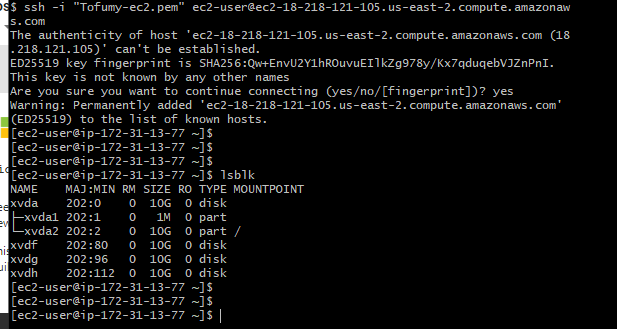 $ ssh -i "Tofumy-ec2.pem" ec2-user@ec2-18-218-121-105.us-east-2.compute.amazonaw
s.com
The authenticity of host 'ec2-18-218-121-105.us-east-2.compute.amazonaws.com (18
.218.121.105)' can't be established.
ED25519 key fingerprint is SHA256:Qw+EnvU2Y1hROuvuEIlkZg978y/Kx7qduqebVJZnPnI.
This key is not known by any other names
Are you sure you want to continue connecting (yes/no/[fingerprint])? yes
Warning: Permanently added 'ec2-18-218-121-105.us-east-2.compute.amazonaws.com'
(ED25519) to the list of known hosts.
[ec2-user@ip-172-31-13-77 ~]$
[ec2-user@ip-172-31-13-77 ~]$
[ec2-user@ip-172-31-13-77 ~]$
[ec2-user@ip-172-31-13-77 ~]$ lsblk
NAME    MAJ:MIN RM SIZE RO TYPE MOUNTPOINT
xvda    202:0    0  10G  0 disk
├─xvda1 202:1    0   1M  0 part
└─xvda2 202:2    0  10G  0 part /
xvdf    202:80   0  10G  0 disk
xvdg    202:96   0  10G  0 disk
xvdh    202:112  0  10G  0 disk
[ec2-user@ip-172-31-13-77 ~]$
[ec2-user@ip-172-31-13-77 ~]$
[ec2-user@ip-172-31-13-77 ~]$